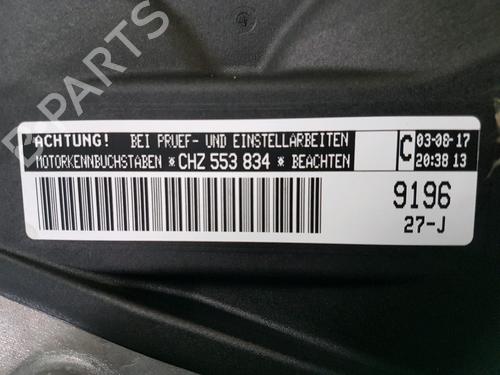 B-PARTS
ACHTUNG! BEI PRUEF- UND EINSTELLARBEITEN
MOTORKENNBUCHSTABEN *CHZ 553 834 * BEACHTEN
C
03-08-17
20:38 13
9196
27-J